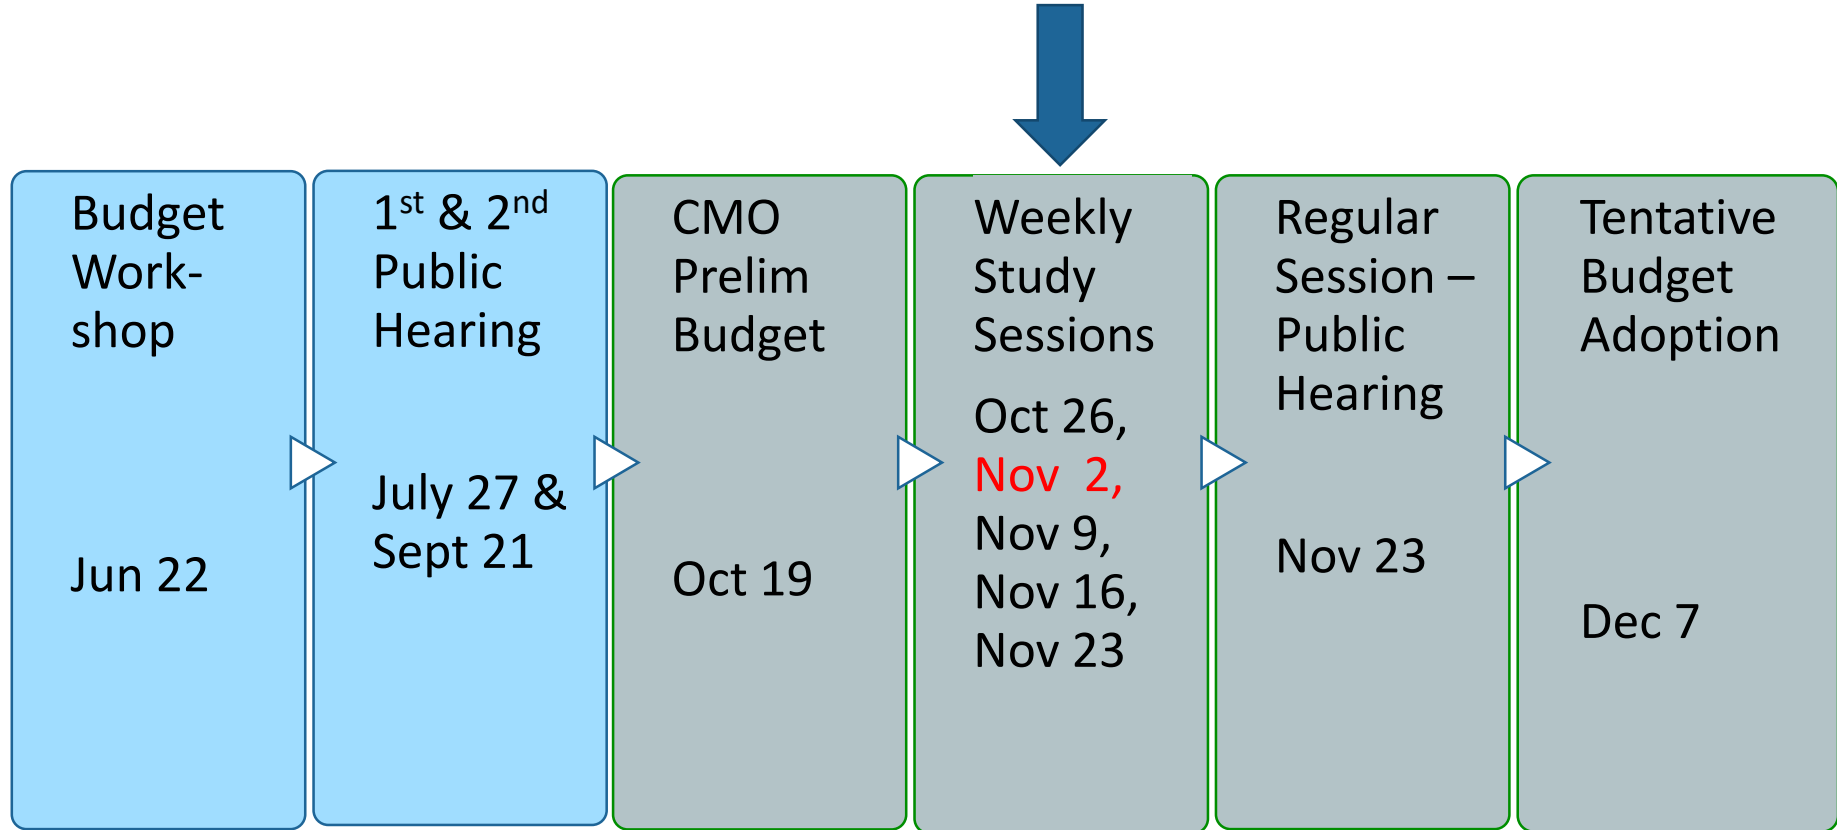 Budget
Work-
shop
Jun 22
1st & 2nd
Public
Hearing
July 27 &
Sept 21
CMO
Prelim
Budget
Oct 19
Weekly
Study
Sessions
Oct 26,
Nov  2,
Nov 9,
Nov 16,
Nov 23
Regular
Session –
Public
Hearing
Nov 23
Tentative
Budget
Adoption
Dec 7